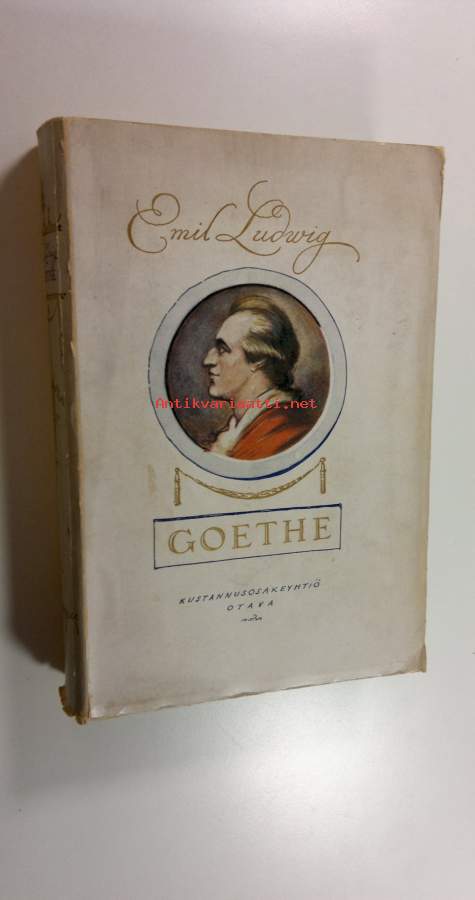 Emil Ludwig
Antikvariaatti.net
GOETHE
KUSTANNUSOSAKEYHTIÖ
OTAVA